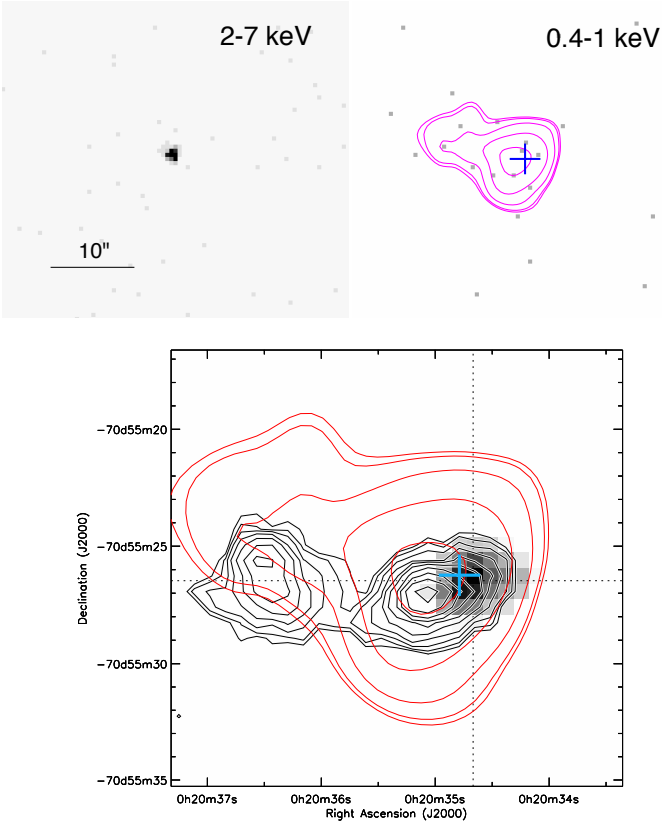 2-7 keV
0.4-1 keV
10"
-70d55m20
-70d55m25
-70d55m30
-70d55m35
Declination (J2000)
0h20m37s 0h20m36s 0h20m35s 0h20m34s
Right Ascension (J2000)